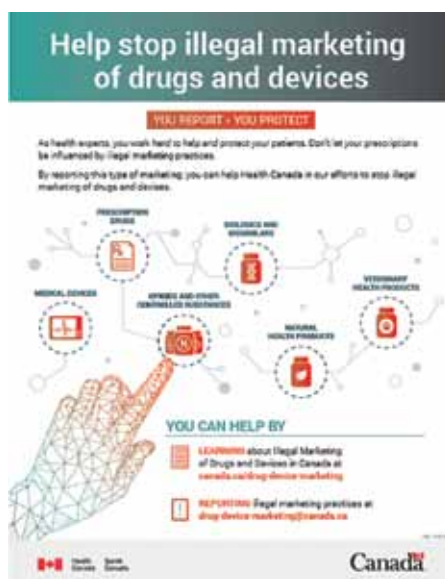 Help stop illegal marketing
of drugs and devices
YOU REPORT • YOU PROTECT
As health experts, you work hard to help and protect your patients. Don't let your prescriptions
be influenced by illegal marketing practices.
By reporting this type of marketing, you can help Health Canada in our efforts to stop illegal
marketing of drugs and devices.
PRESCRIPTION
DRUGS
BIOLOGICS AND
BIOSIMILARS
VETERINARY
HEALTH PRODUCTS
MEDICAL DEVICES
OPIOIDS AND OTHER
CONTROLLED SUBSTANCES
NATURAL
HEALTH PRODUCTS
YOU CAN HELP BY
LEARNING about Illegal Marketing
of Drugs and Devices in Canada at
canada.ca/drug-device-marketing
REPORTING illegal marketing practices at
drug-device-marketing@canada.ca
Health Santé
Canada Canada
Canada